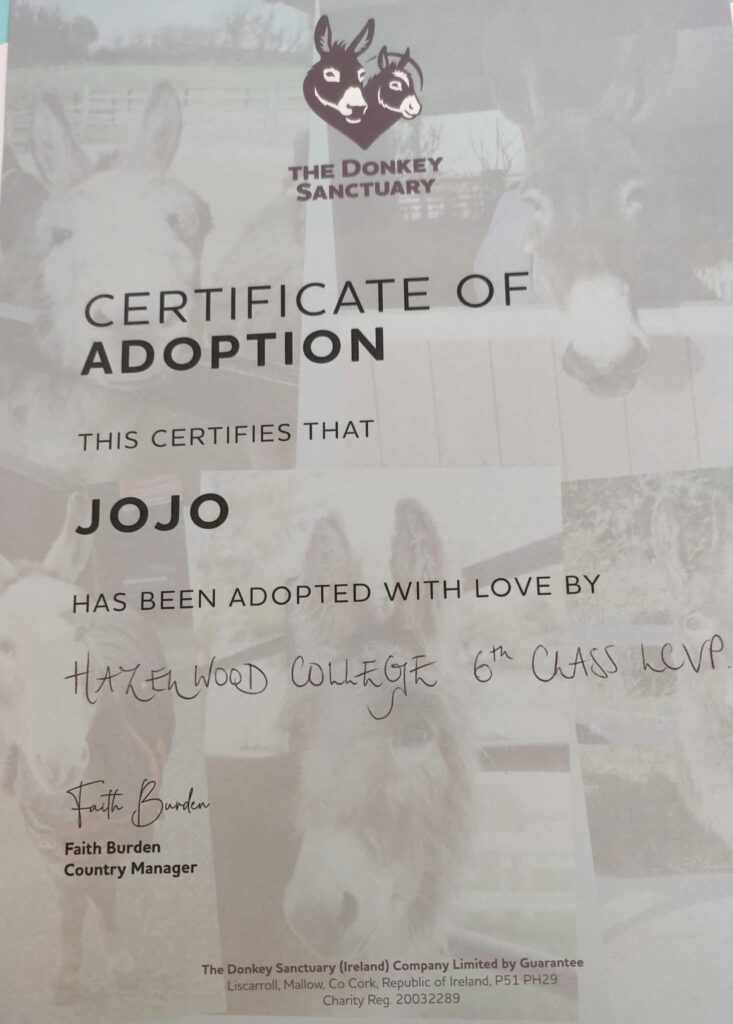 THE DONKEY
SANCTUARY
CERTIFICATE OF
ADOPTION
THIS CERTIFIES THAT
JOJO
HAS BEEN ADOPTED WITH LOVE BY
HAZELWOOD COLLEGE 6th CLASS LCVP.
Faith Burden
Faith Burden
Country Manager
The Donkey Sanctuary (Ireland) Company Limited by Guarantee
Liscarroll, Mallow, Co Cork, Republic of Ireland, P51 PH29
Charity Reg. 20032289